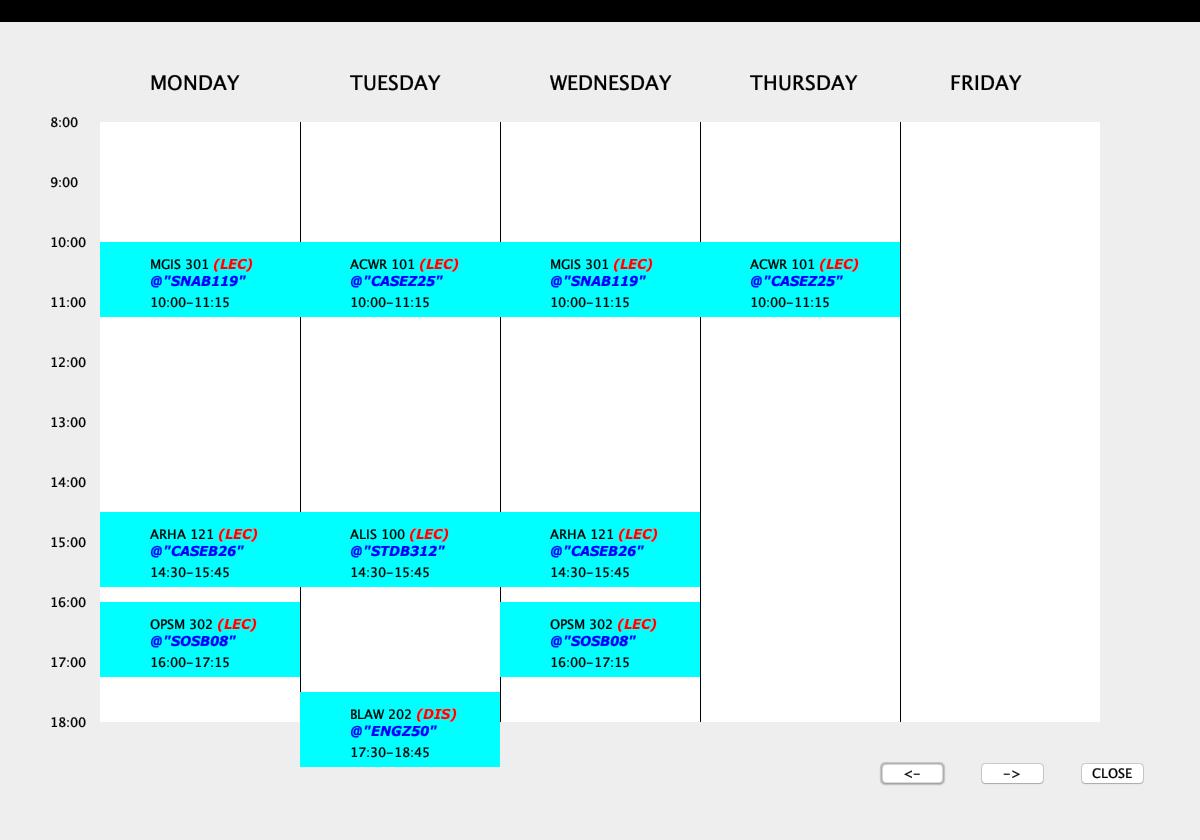 MONDAY TUESDAY WEDNESDAY THURSDAY FRIDAY
8:00
9:00
10:00
MGIS 301 (LEC) ACWR 101 (LEC) MGIS 301 (LEC) ACWR 101 (LEC)
@"SNAB119" @"CASEZ25" @"SNAB119" @"CASEZ25"
11:00 10:00-11:15 10:00-11:15 10:00-11:15 10:00-11:15
12:00
13:00
14:00
ARHA 121 (LEC) ALIS 100 (LEC) ARHA 121 (LEC)
15:00 @"CASEB26" @"STDB312" @"CASEB26"
14:30-15:45 14:30-15:45 14:30-15:45
16:00
OPSM 302 (LEC) OPSM 302 (LEC)
@"SOSB08" @"SOSB08"
17:00 16:00-17:15 16:00-17:15
BLAW 202 (DIS)
18:00 @"ENGZ50"
17:30-18:45
<- -> CLOSE